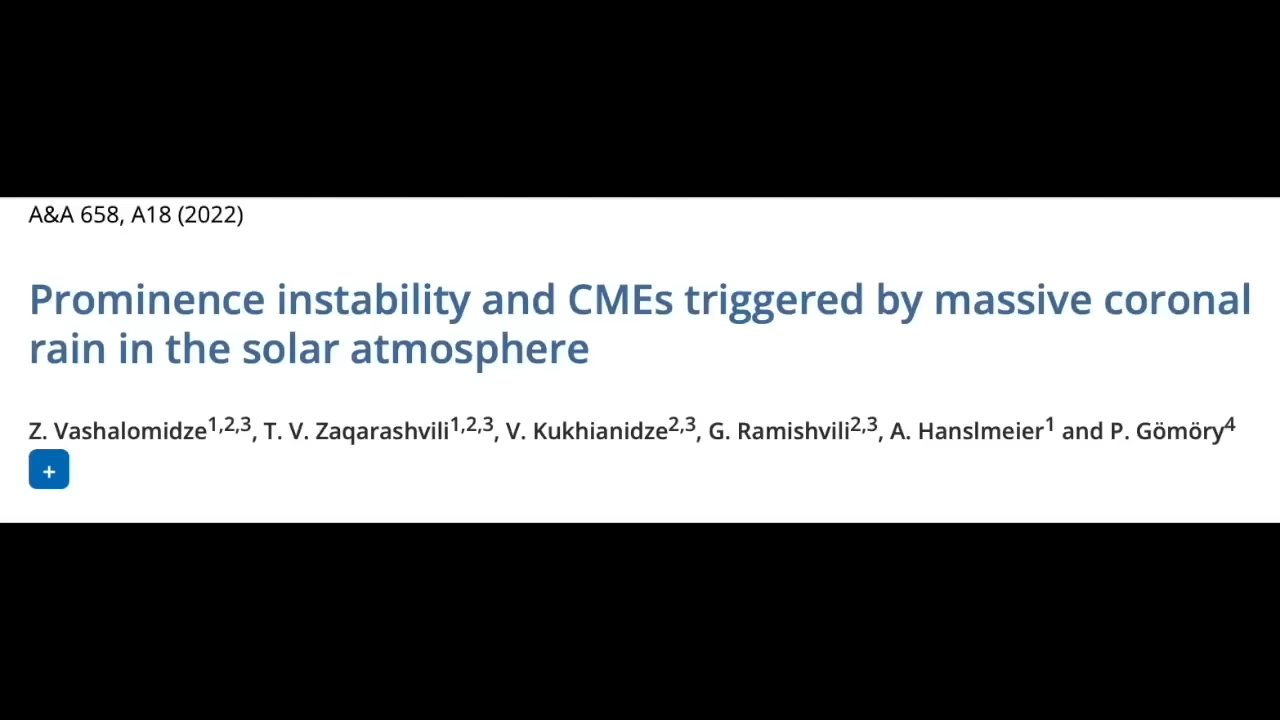 A&A 658, A18 (2022)
Prominence instability and CMEs triggered by massive coronal
rain in the solar atmosphere
Z. Vashalomidze1,2,3, T. V. Zaqarashvili1,2,3, V. Kukhianidze2,3, G. Ramishvili2,3, A. Hanslmeier1 and P. Gömöry4
+